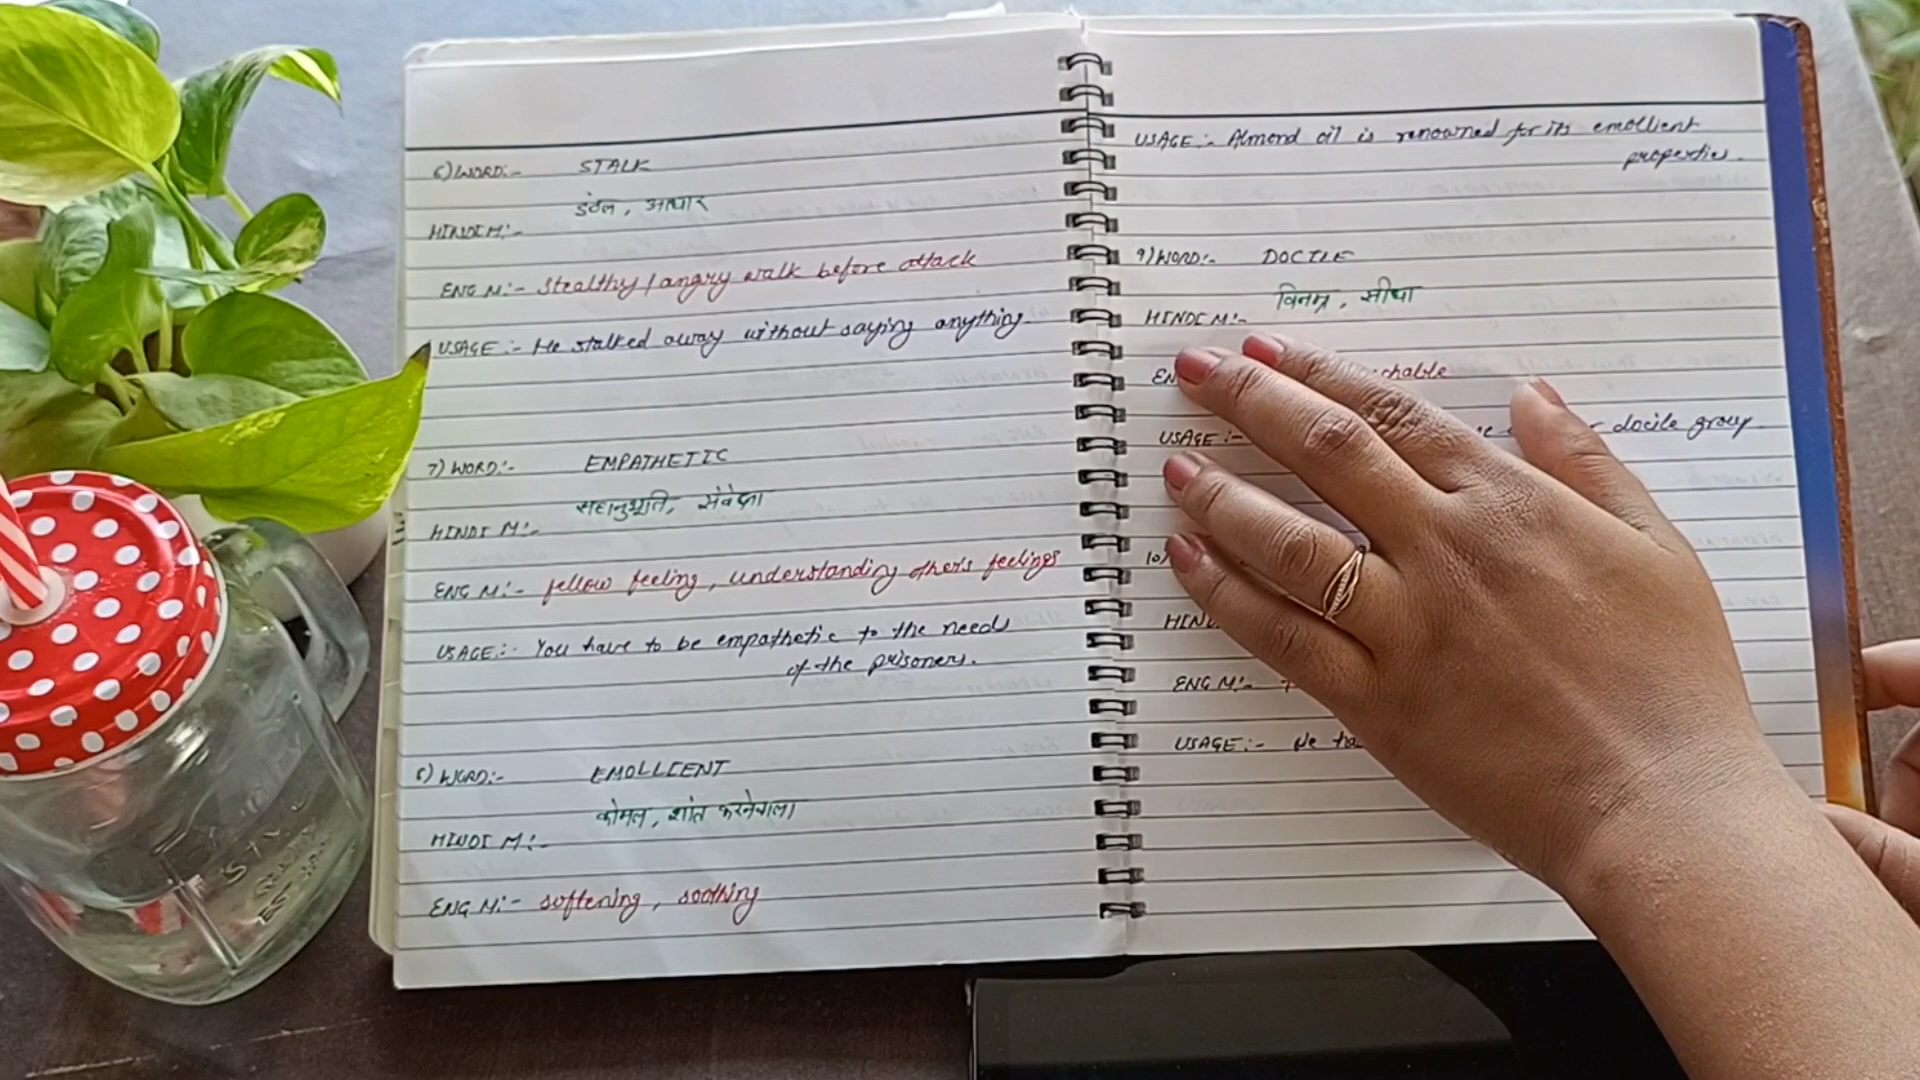 6) WORD:- STALK
डंठल, आधार
HINDI M:-
ENG M:- Stealthy/angry walk before attack
USAGE:- He stalked away without saying anything.
7) WORD:- EMPATHETIC
सहानुभूति,
HINDI M:-
ENG M:- fellow feeling, understanding other's feelings
USAGE:- You have to be empathetic to the needs
of the prisoners.
8) WORD:- EMOLLIENT
कोमल, शांत करनेवाला
HINDI M:-
ENG M:- softening, soothing
USAGE:- Almond oil is renowned for its emollient
properties.
9) WORD:- DOCILE
विनम्र, सीधा
HINDI M:-
EN
USAGE:- docile group.
10)
HIND
ENG M:-
USAGE:- He